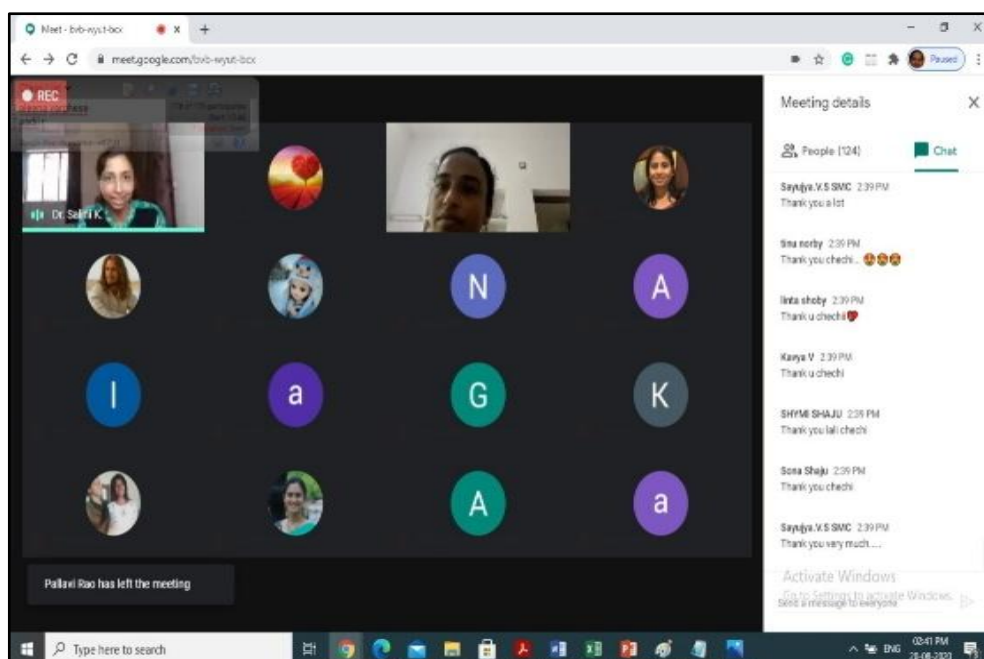 Meet - bvb-wyut-bcx
meet.google.com/bvb-wyut-bcx
Paused
REC
Dr. Salini K
N
A
I
a
G
K
A
a
Pallavi Rao has left the meeting
Meeting details
People (124)
Chat
Sayujya.V.S SMC 2:39 PM
Thank you a lot
tinu norby 2:39 PM
Thank you chechi... 😍😍😍
linta shoby 2:39 PM
Thank u chechii
Kavya V 2:39 PM
Thank u chechi
SHYMI SHAJU 2:39 PM
Thank you lali chechi
Sona Shaju 2:39 PM
Thank you chechi
Sayujya.V.S SMC 2:39 PM
Thank you very much.....
Activate Windows
Go to Settings to activate Windows.
Send a message to everyone
Type here to search
ENG
02:41 PM